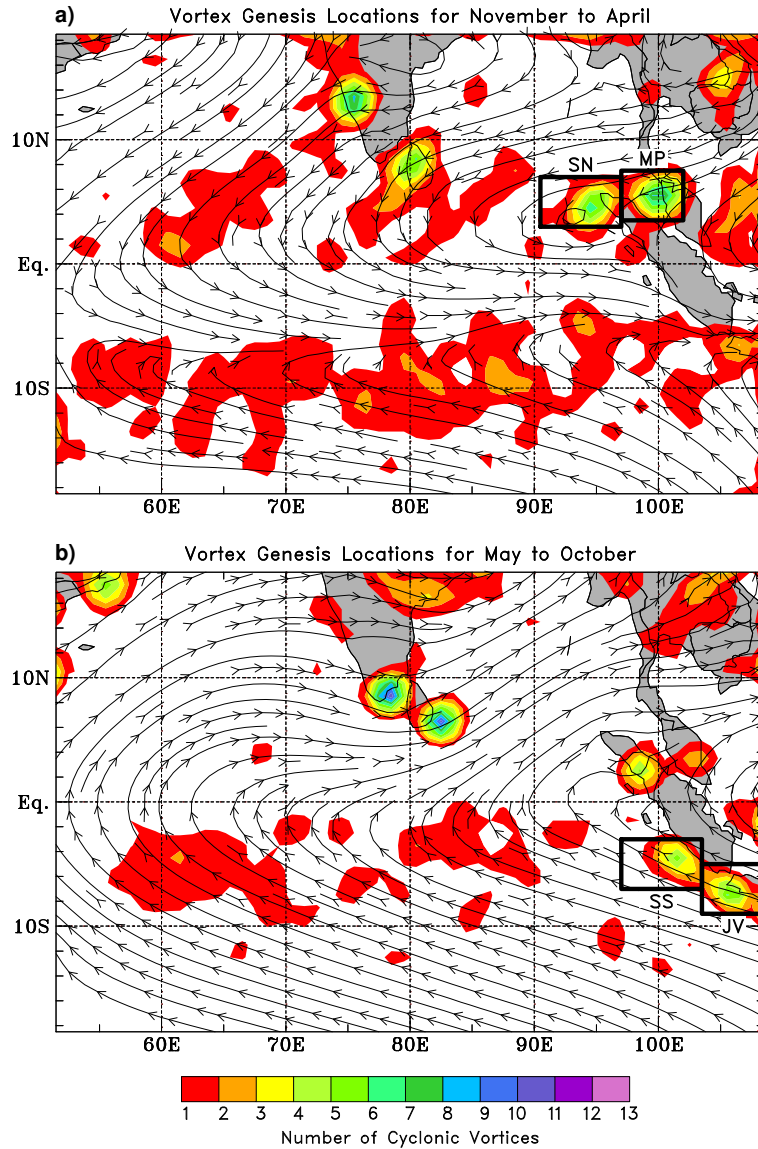 a) Vortex Genesis Locations for November to April
10N
Eq.
10S
SN
MP
60E 70E 80E 90E 100E
b) Vortex Genesis Locations for May to October
10N
Eq.
10S
SS
JV
60E 70E 80E 90E 100E
1 2 3 4 5 6 7 8 9 10 11 12 13
Number of Cyclonic Vortices